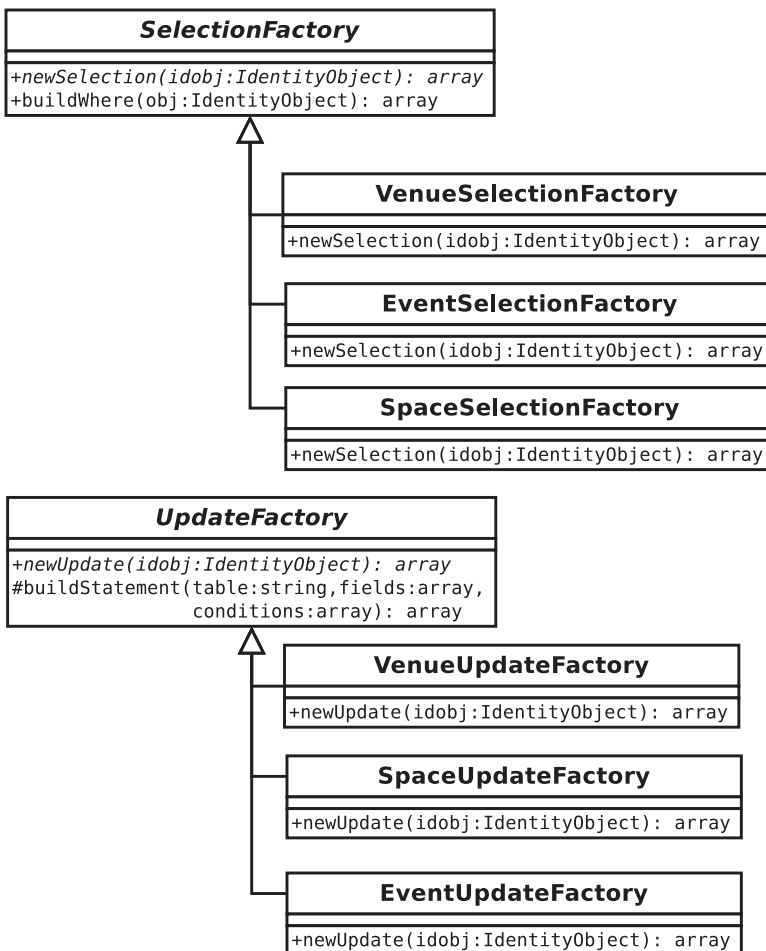 SelectionFactory
+newSelection(idobj:IdentityObject): array
+buildWhere(obj:IdentityObject): array
VenueSelectionFactory
+newSelection(idobj:IdentityObject): array
EventSelectionFactory
+newSelection(idobj:IdentityObject): array
SpaceSelectionFactory
+newSelection(idobj:IdentityObject): array
UpdateFactory
+newUpdate(idobj:IdentityObject): array
#buildStatement(table:string,fields:array,
conditions:array): array
VenueUpdateFactory
+newUpdate(idobj:IdentityObject): array
SpaceUpdateFactory
+newUpdate(idobj:IdentityObject): array
EventUpdateFactory
+newUpdate(idobj:IdentityObject): array